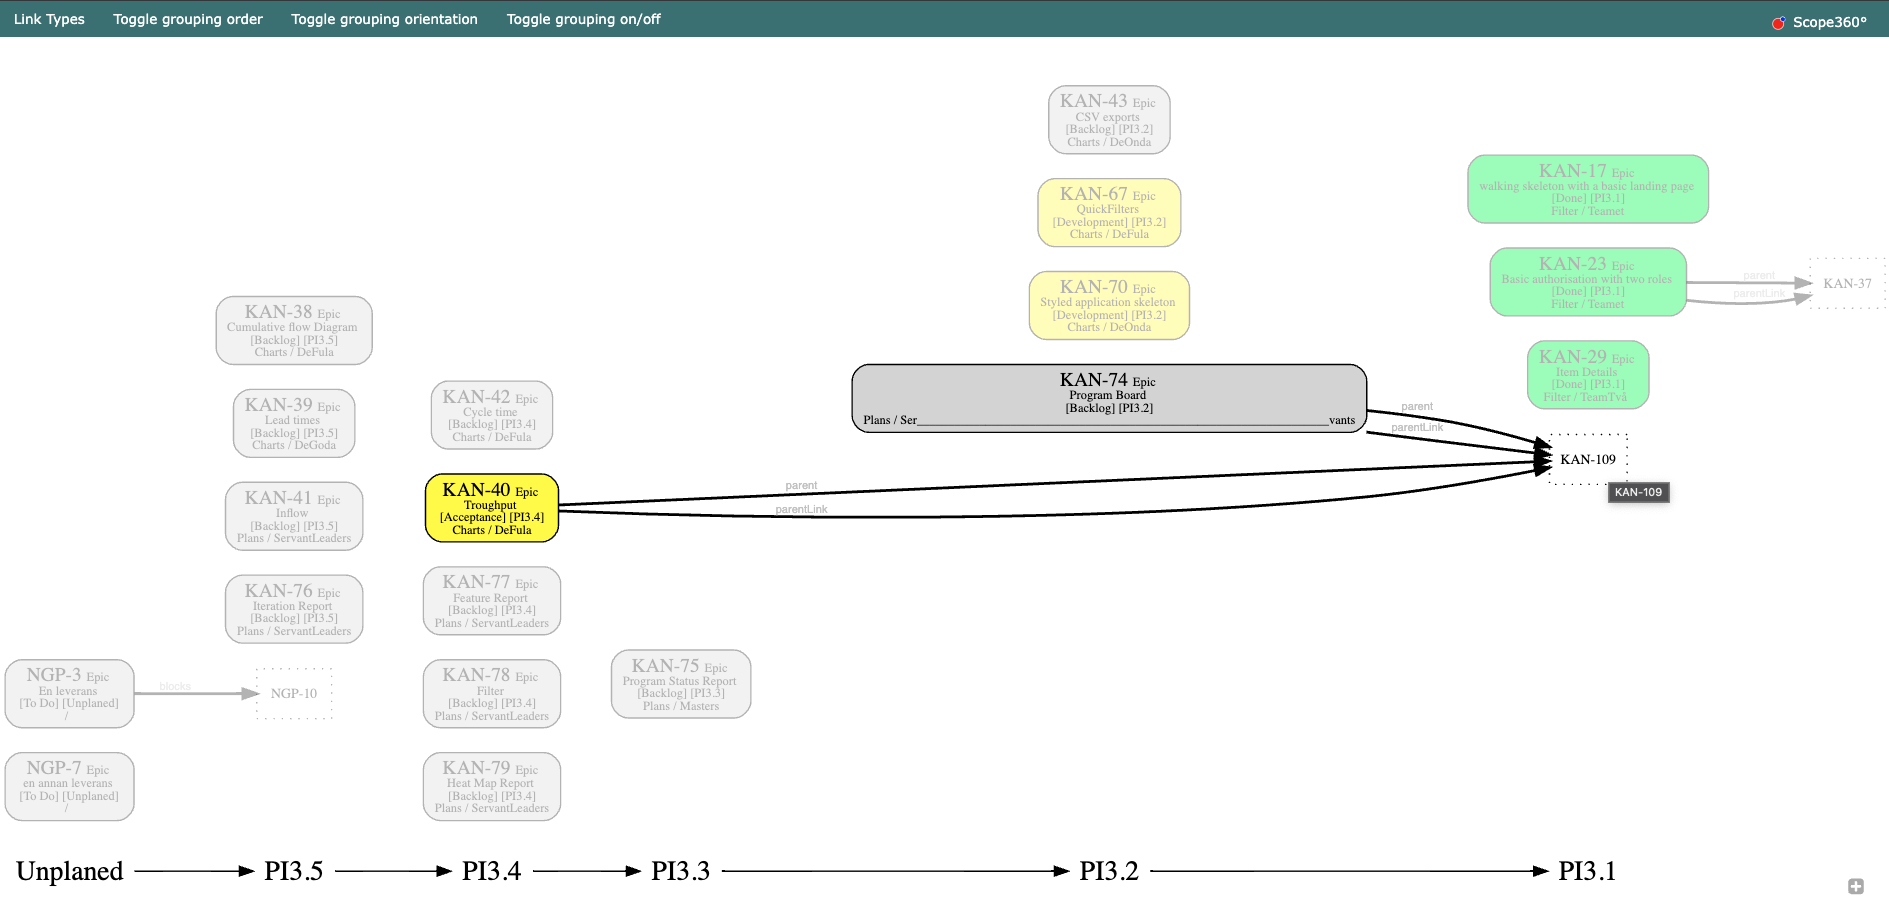 Link Types
Toggle grouping order
Toggle grouping orientation
Toggle grouping on/off
Scope360°
KAN-43 Epic
CSV exports
[Backlog] [PI3.2]
Charts / DeOnda
KAN-67 Epic
QuickFilters
[Development] [PI3.2]
Charts / DeFula
KAN-70 Epic
Styled application skeleton
[Development] [PI3.2]
Charts / DeOnda
KAN-74 Epic
Program Board
[Backlog] [PI3.2]
Plans / Ser_____________________________________________________________________vants
parent
parentLink
KAN-17 Epic
walking skeleton with a basic landing page
[Done] [PI3.1]
Filter / Teamet
KAN-23 Epic
Basic authorisation with two roles
[Done] [PI3.1]
Filter / Teamet
parent
parentLink
KAN-37
KAN-29 Epic
Item Details
[Done] [PI3.1]
Filter / TeamTvå
KAN-109
KAN-109
KAN-38 Epic
Cumulative flow Diagram
[Backlog] [PI3.5]
Charts / DeFula
KAN-39 Epic
Lead times
[Backlog] [PI3.5]
Charts / DeGoda
KAN-41 Epic
Inflow
[Backlog] [PI3.5]
Plans / ServantLeaders
KAN-76 Epic
Iteration Report
[Backlog] [PI3.5]
Plans / ServantLeaders
KAN-42 Epic
Cycle time
[Backlog] [PI3.4]
Charts / DeFula
KAN-40 Epic
Troughput
[Acceptance] [PI3.4]
Charts / DeFula
parent
parentLink
KAN-77 Epic
Feature Report
[Backlog] [PI3.4]
Plans / ServantLeaders
KAN-78 Epic
Filter
[Backlog] [PI3.4]
Plans / ServantLeaders
KAN-79 Epic
Heat Map Report
[Backlog] [PI3.4]
Plans / ServantLeaders
KAN-75 Epic
Program Status Report
[Backlog] [PI3.3]
Plans / Masters
NGP-3 Epic
En leverans
[To Do] [Unplaned]
/
blocks
NGP-10
NGP-7 Epic
en annan leverans
[To Do] [Unplaned]
/
Unplaned
PI3.5
PI3.4
PI3.3
PI3.2
PI3.1